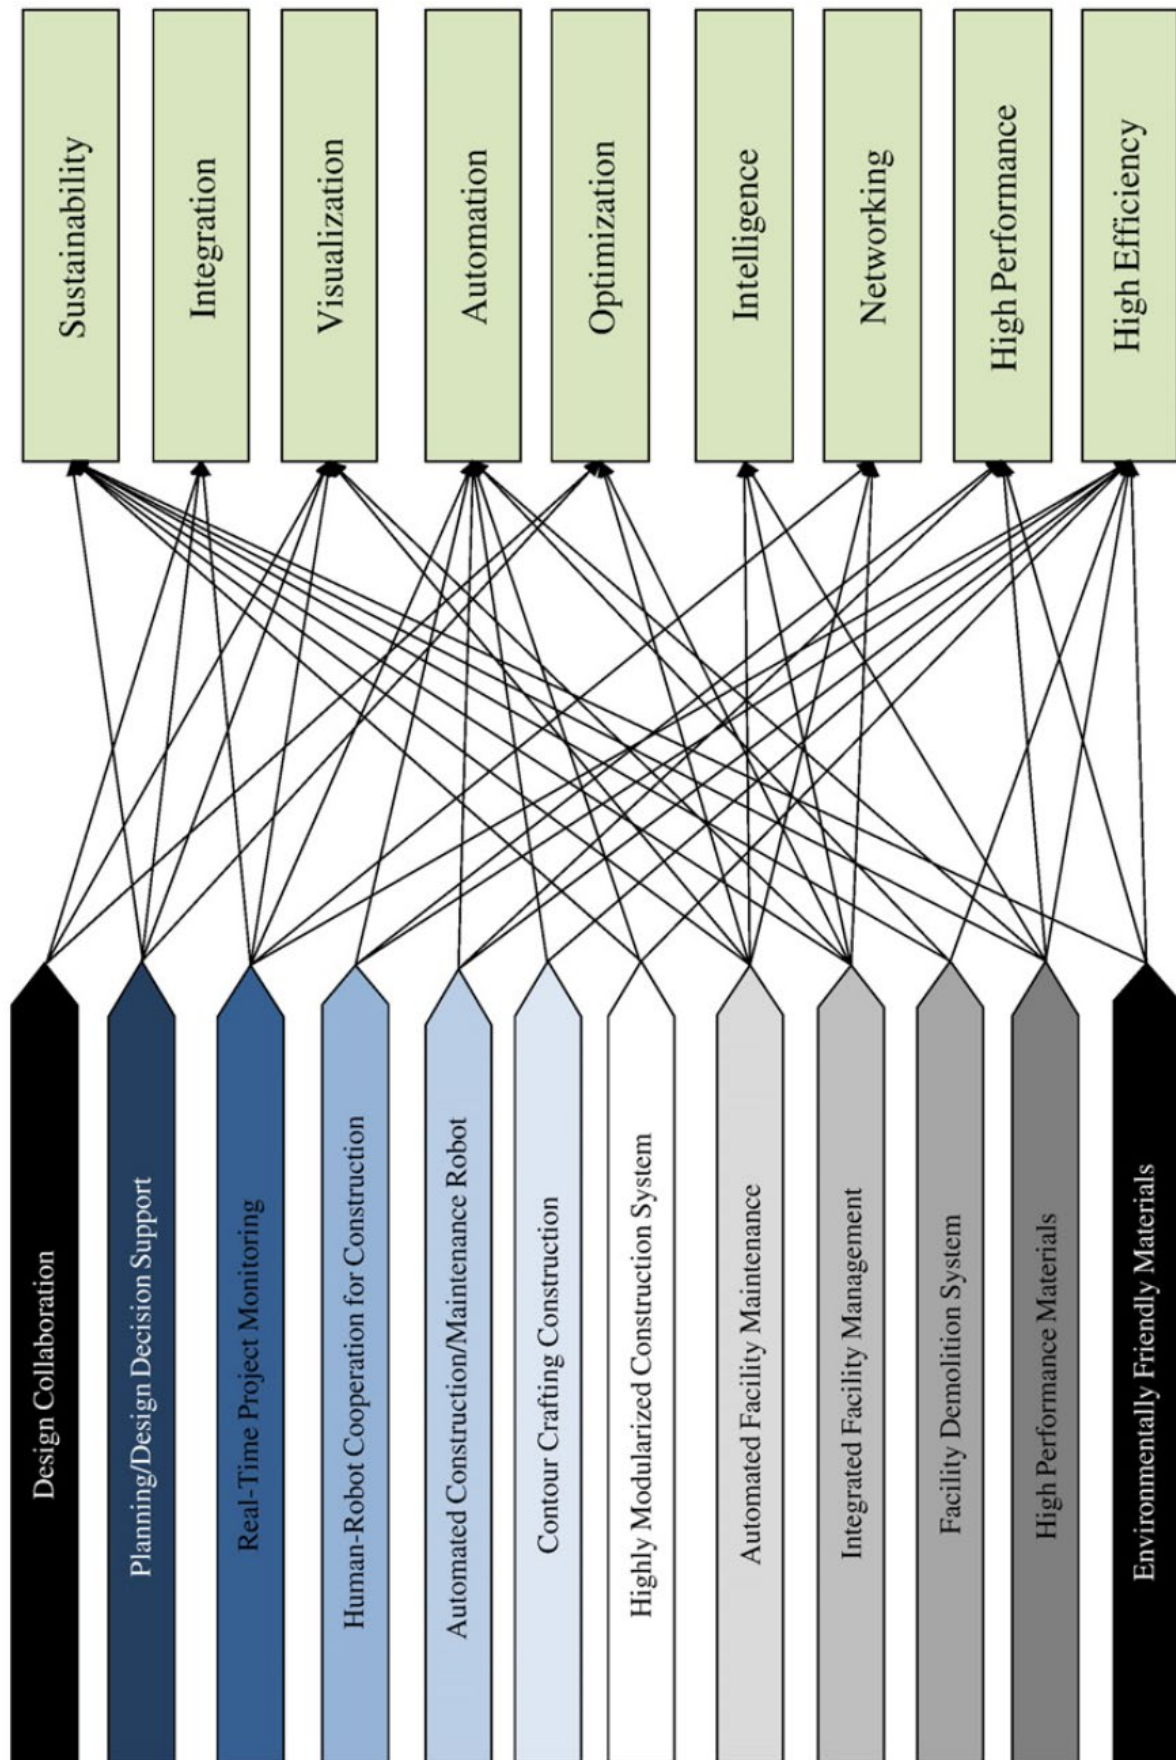 Design Collaboration
Planning/Design Decision Support
Real-Time Project Monitoring
Human-Robot Cooperation for Construction
Automated Construction/Maintenance Robot
Contour Crafting Construction
Highly Modularized Construction System
Automated Facility Maintenance
Integrated Facility Management
Facility Demolition System
High Performance Materials
Environmentally Friendly Materials
Sustainability
Integration
Visualization
Automation
Optimization
Intelligence
Networking
High Performance
High Efficiency